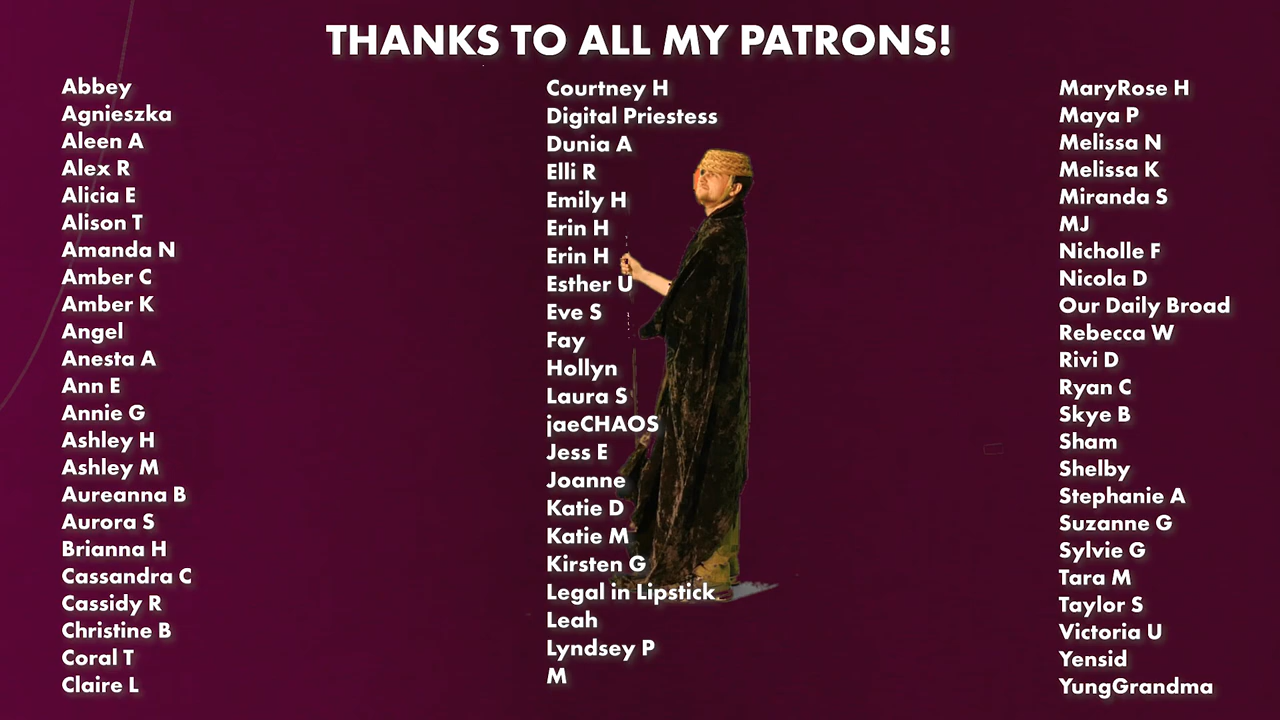 THANKS TO ALL MY PATRONS!
Abbey
Agnieszka
Aleen A
Alex R
Alicia E
Alison T
Amanda N
Amber C
Amber K
Angel
Anesta A
Ann E
Annie G
Ashley H
Ashley M
Aureanna B
Aurora S
Brianna H
Cassandra C
Cassidy R
Christine B
Coral T
Claire L
Courtney H
Digital Priestess
Dunia A
Elli R
Emily H
Erin H
Erin H
Esther U
Eve S
Fay
Hollyn
Laura S
jaeCHAOS
Jess E
Joanne
Katie D
Katie M
Kirsten G
Legal in Lipstick
Leah
Lyndsey P
M
MaryRose H
Maya P
Melissa N
Melissa K
Miranda S
MJ
Nicholle F
Nicola D
Our Daily Broad
Rebecca W
Rivi D
Ryan C
Skye B
Sham
Shelby
Stephanie A
Suzanne G
Sylvie G
Tara M
Taylor S
Victoria U
Yensid
YungGrandma